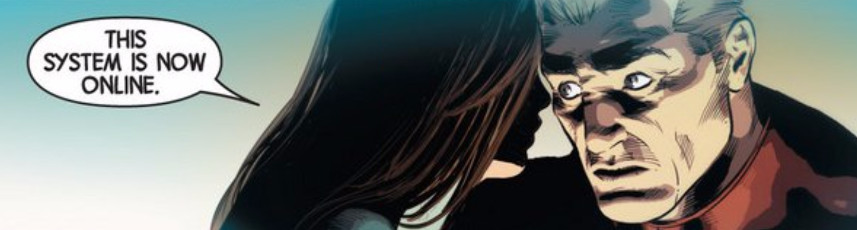 THIS
SYSTEM IS NOW
ONLINE.